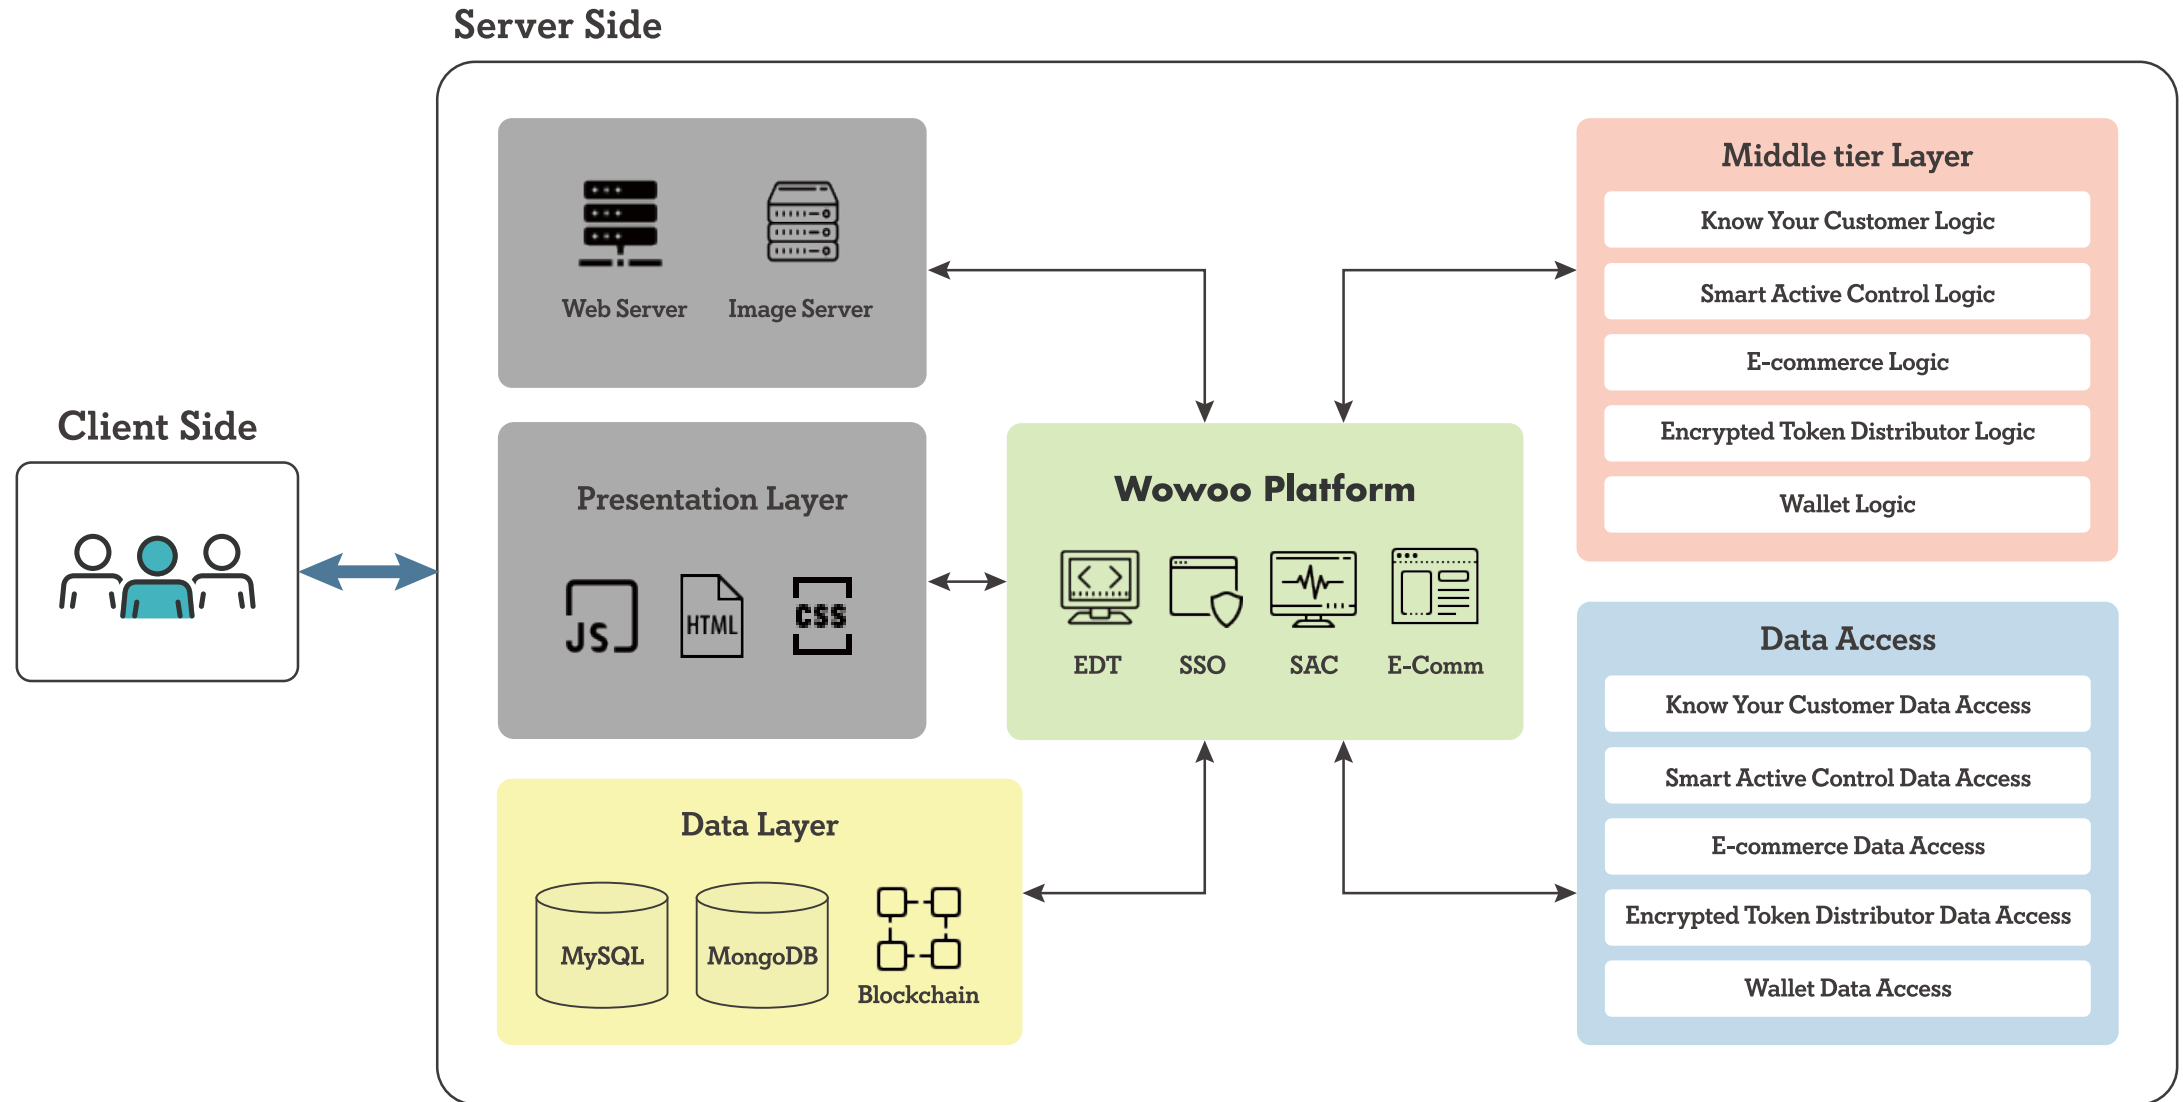 Server Side
Client Side
Web Server
Image Server
Presentation Layer
JS
HTML
CSS
Data Layer
MySQL
MongoDB
Blockchain
Wowoo Platform
EDT
SSO
SAC
E-Comm
Middle tier Layer
Know Your Customer Logic
Smart Active Control Logic
E-commerce Logic
Encrypted Token Distributor Logic
Wallet Logic
Data Access
Know Your Customer Data Access
Smart Active Control Data Access
E-commerce Data Access
Encrypted Token Distributor Data Access
Wallet Data Access